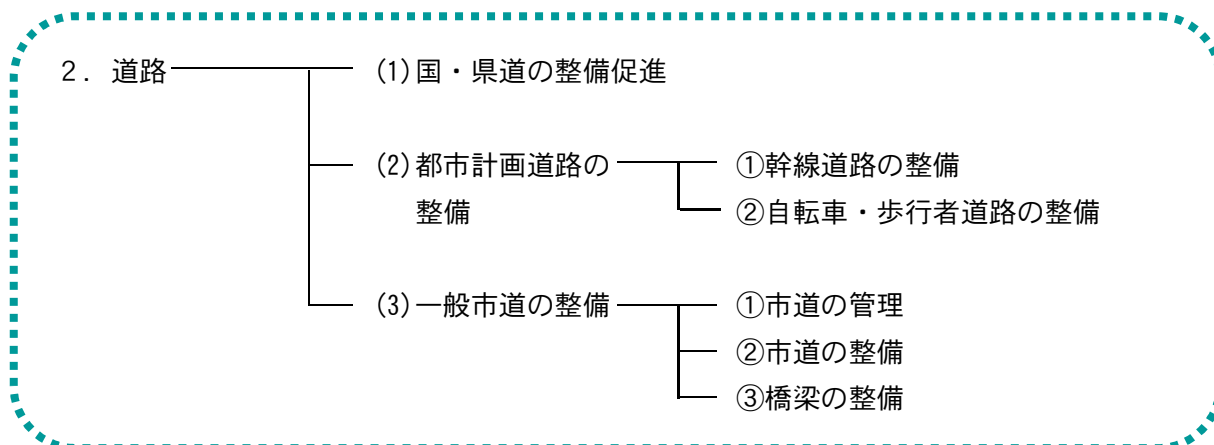 ２．道路
(1)国・県道の整備促進
(2)都市計画道路の
整備
①幹線道路の整備
②自転車・歩行者道路の整備
(3)一般市道の整備
①市道の管理
②市道の整備
③橋梁の整備